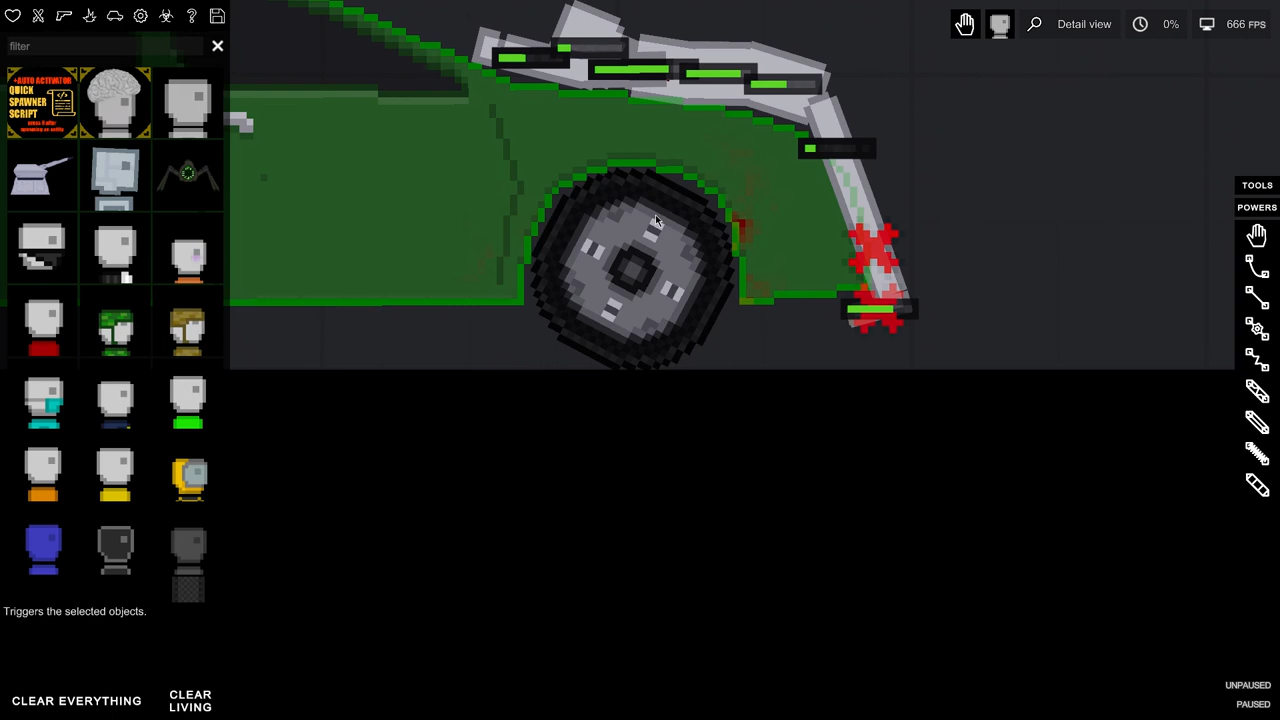 Detail view
0%
666 FPS
filter
+AUTO ACTIVATOR
QUICK
SPAWNER
SCRIPT
TOOLS
POWERS
Triggers the selected objects.
CLEAR EVERYTHING
CLEAR
LIVING
UNPAUSED
PAUSED